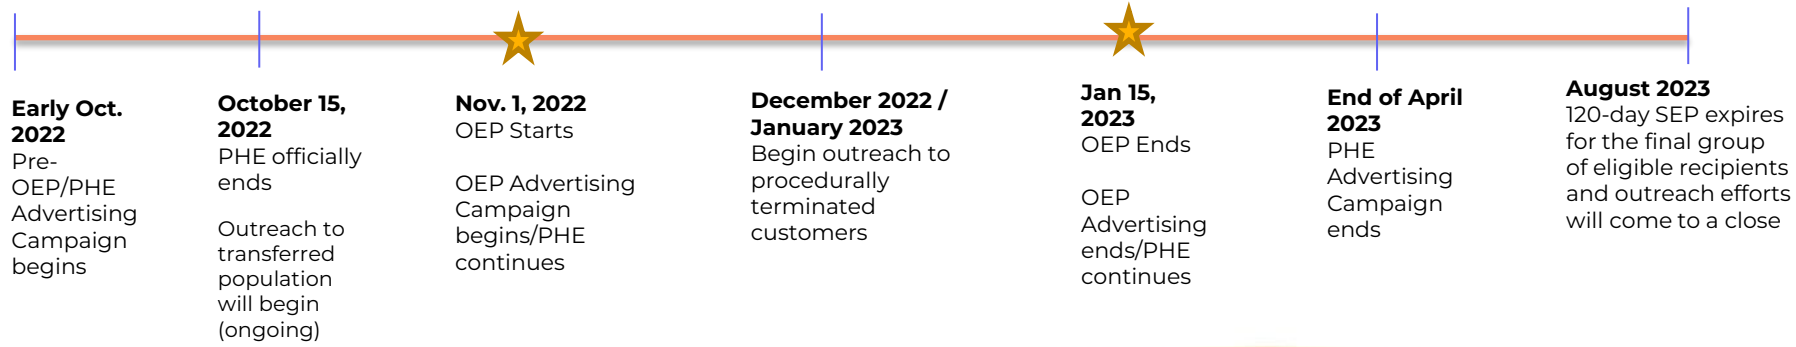 Early Oct.
2022
Pre-
OEP/PHE
Advertising
Campaign
begins
October 15,
2022
PHE officially
ends
Outreach to
transferred
population
will begin
(ongoing)
Nov. 1, 2022
OEP Starts
OEP Advertising
Campaign
begins/PHE
continues
December 2022 /
January 2023
Begin outreach to
procedurally
terminated
customers
Jan 15,
2023
OEP Ends
OEP
Advertising
ends/PHE
continues
End of April
2023
PHE
Advertising
Campaign
ends
August 2023
120-day SEP expires
for the final group
of eligible recipients
and outreach efforts
will come to a close